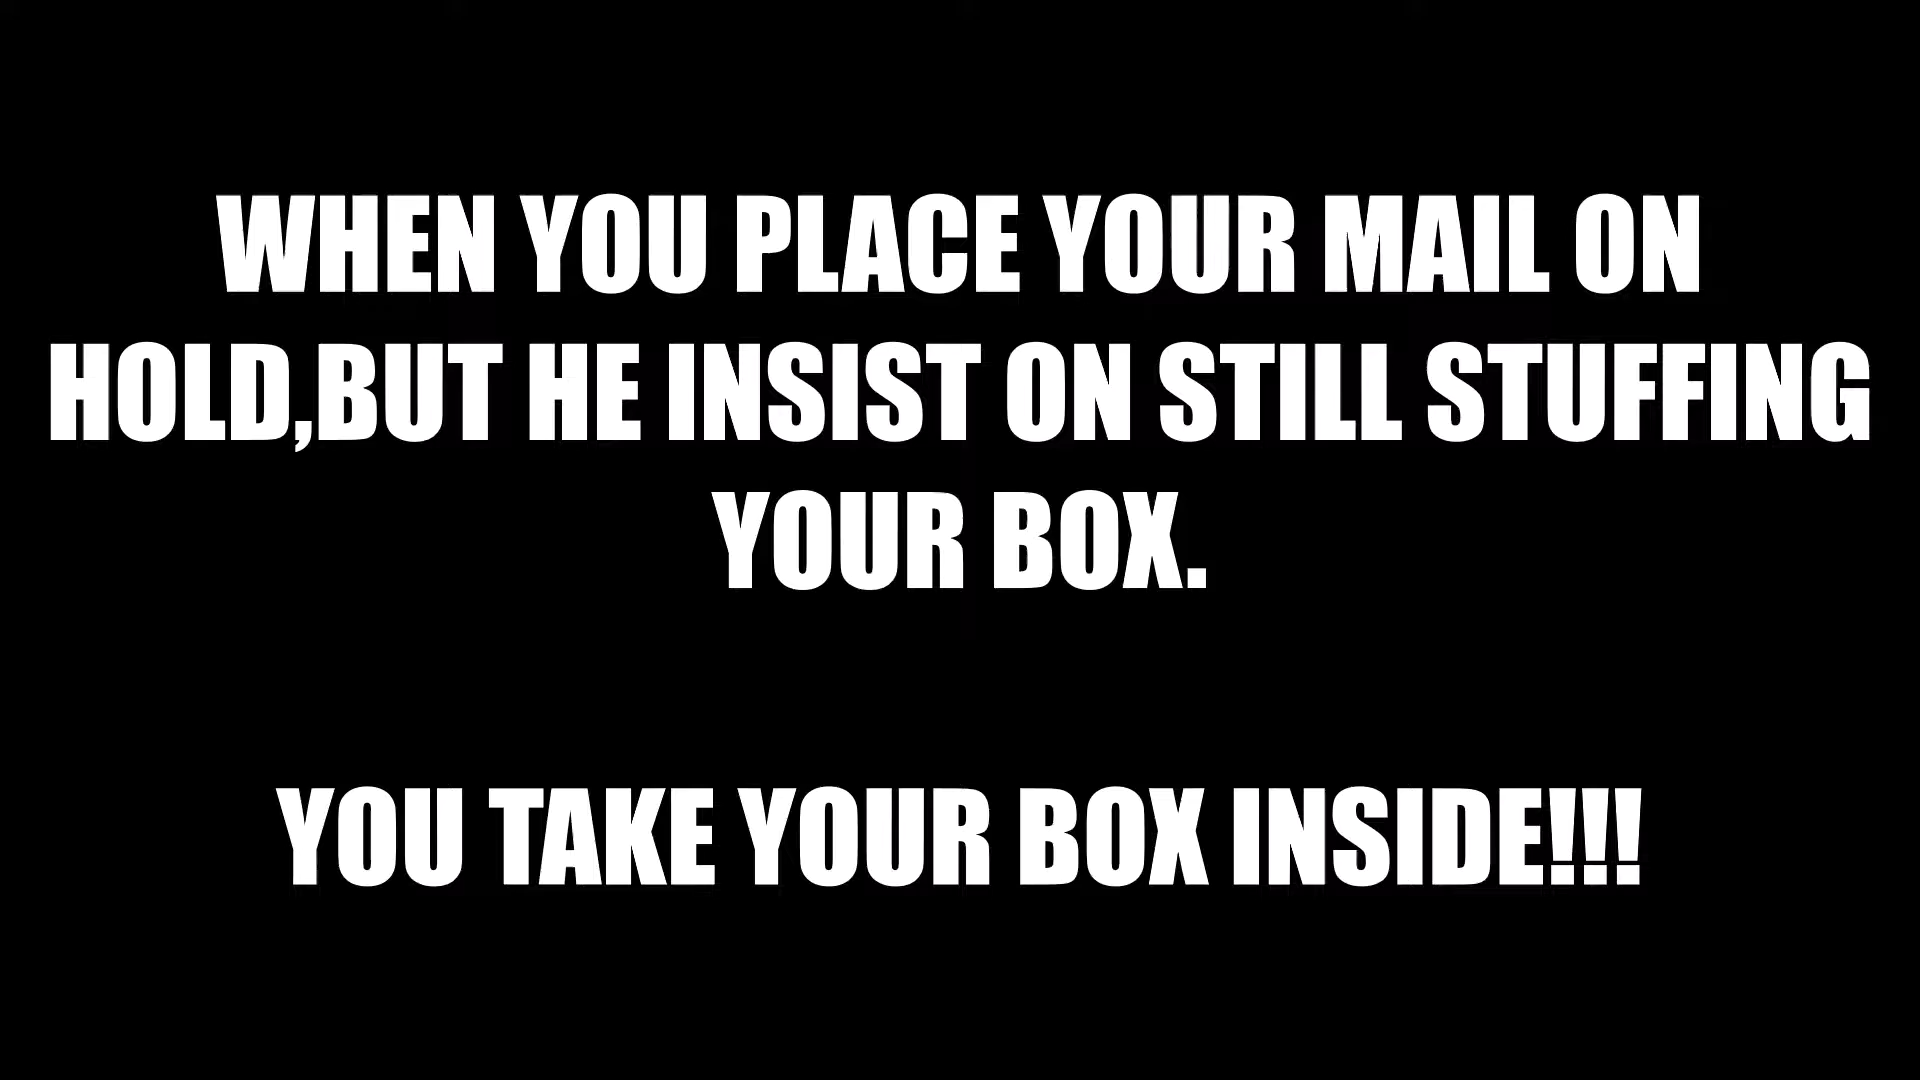 WHEN YOU PLACE YOUR MAIL ON
HOLD,BUT HE INSIST ON STILL STUFFING
YOUR BOX.
YOU TAKE YOUR BOX INSIDE!!!